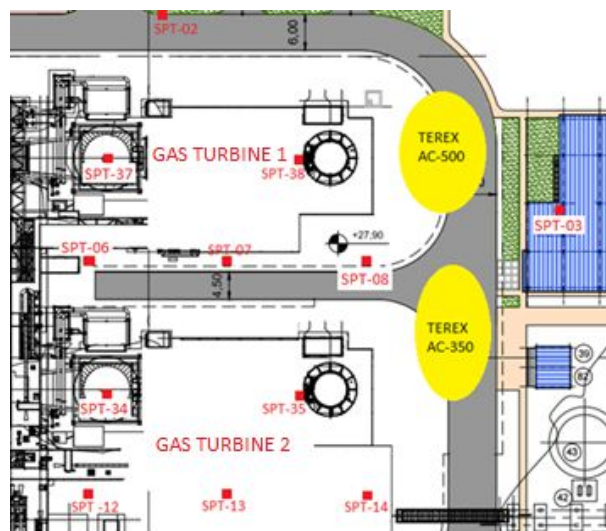 SPT-02
6,00
TEREX
AC-500
GAS TURBINE 1
SPT-37
SPT-38
SPT-03
SPT-06
SPT-07
+27,90
SPT-08
4,50
TEREX
AC-350
39
82
SPT-34
SPT-35
GAS TURBINE 2
43
SPT -12
SPT-13
SPT-14
42